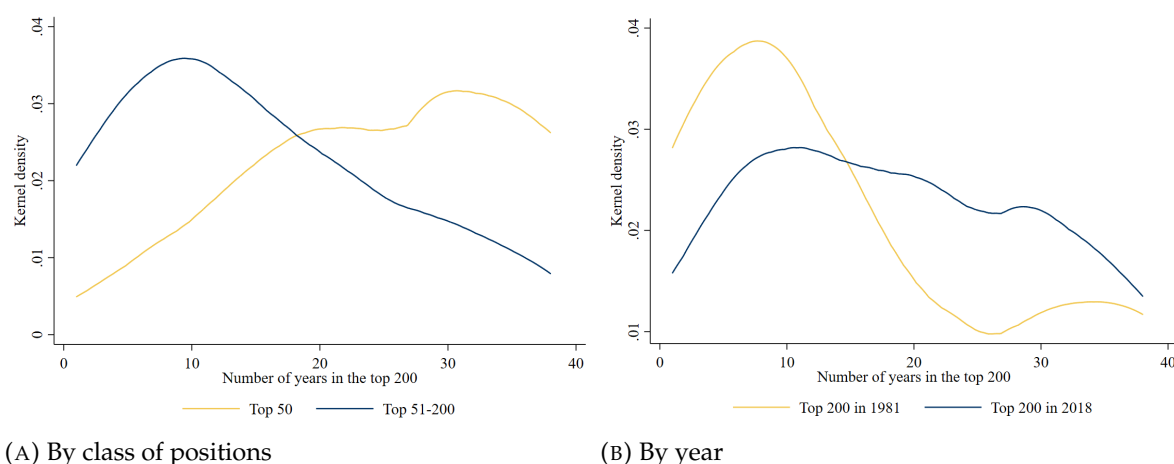 .04
.03
.02
.01
0
Kernel density
0 10 20 30 40
Number of years in the top 200
Top 50 Top 51-200
(A) By class of positions
.04
.03
.02
.01
Kernel density
0 10 20 30 40
Number of years in the top 200
Top 200 in 1981 Top 200 in 2018
(B) By year